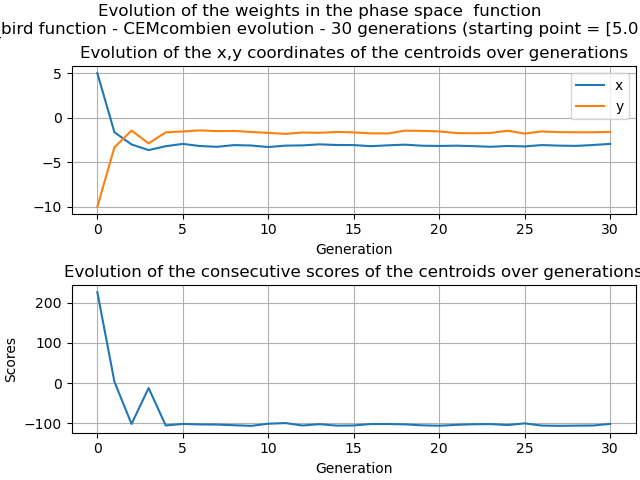 Evolution of the weights in the phase space  function
_bird function - CEMcombien evolution - 30 generations (starting point = [5.0
Evolution of the x,y coordinates of the centroids over generations
5
0
−5
−10
x
y
0 5 10 15 20 25 30
Generation
Evolution of the consecutive scores of the centroids over generations
200
100
0
−100
Scores
0 5 10 15 20 25 30
Generation